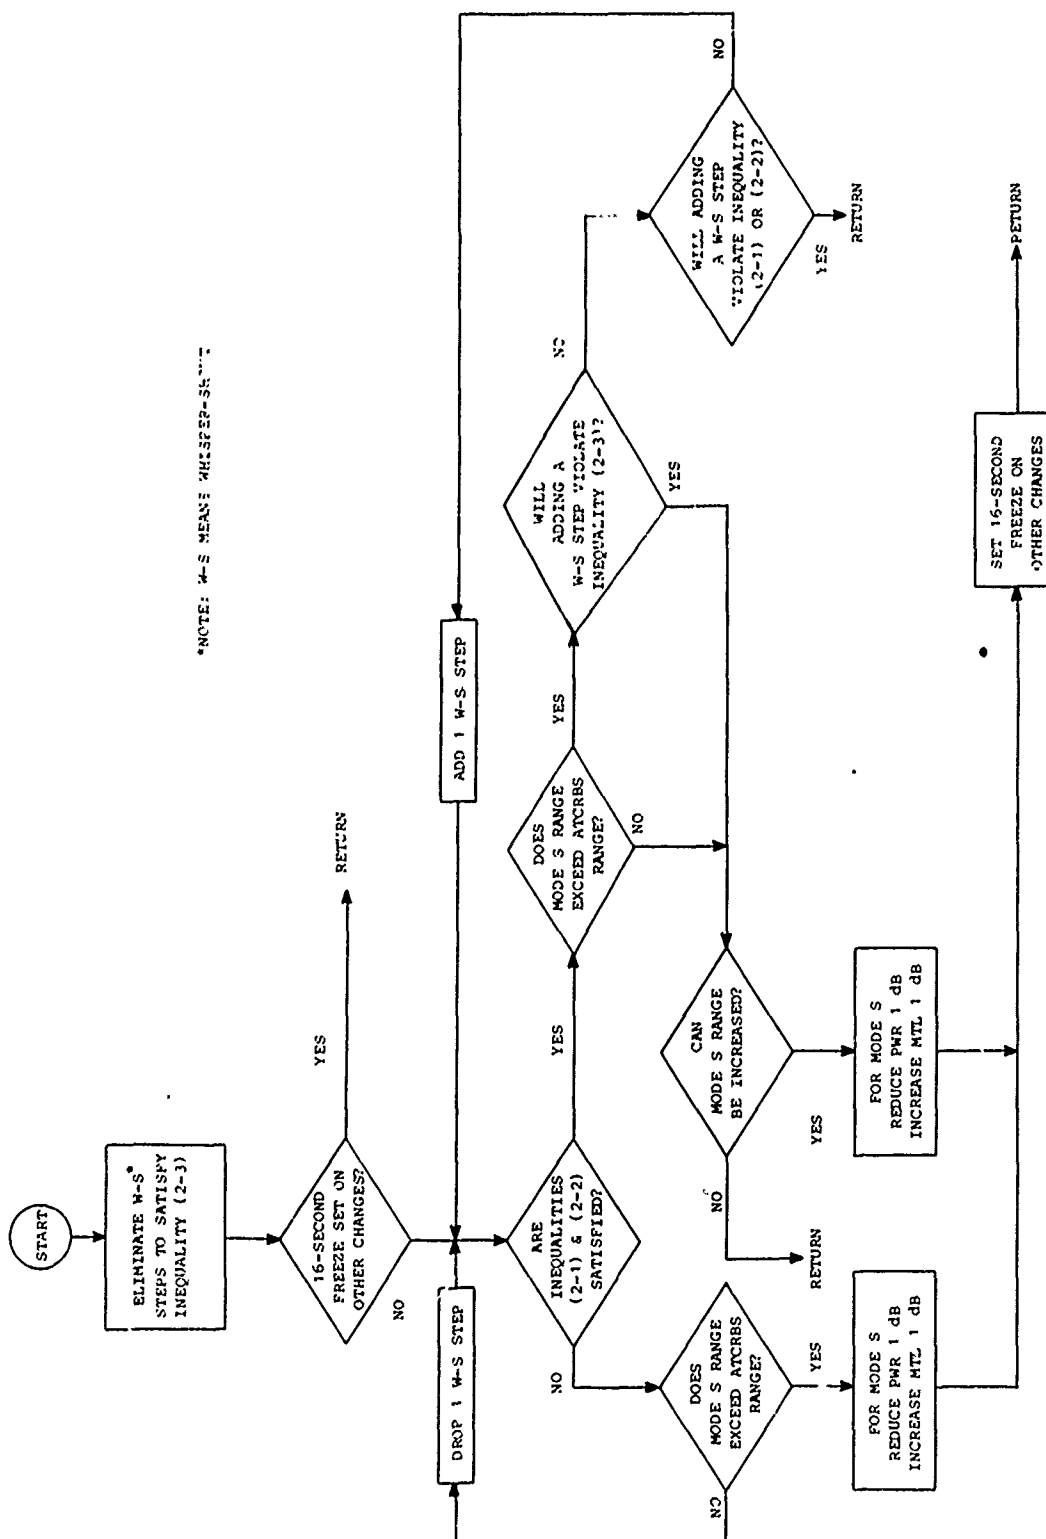 START
ELIMINATE W-S*
STEPS TO SATISFY
INEQUALITY (2-3)
16-SECOND
FREEZE SET ON
OTHER CHANGES?
YES
RETURN
NO
*NOTE: W-S MEANS
DROP 1 W-S STEP
ADD 1 W-S STEP
ARE
INEQUALITIES
(2-1) & (2-2)
SATISFIED?
YES
NO
DOES
MODE S RANGE
EXCEED ATCRBS
RANGE?
YES
NO
WILL
ADDING A
W-S STEP VIOLATE
INEQUALITY (2-3)?
NO
YES
WILL ADDING
A W-S STEP
VIOLATE INEQUALITY
(2-1) OR (2-2)?
NO
YES
RETURN
DOES
MODE S RANGE
EXCEED ATCRBS
RANGE?
NO
YES
CAN
MODE S RANGE
BE INCREASED?
NO
RETURN
YES
FOR MODE S
REDUCE PWR 1 dB
INCREASE MTL 1 dB
FOR MODE S
REDUCE PWR 1 dB
INCREASE MTL 1 dB
SET 16-SECOND
FREEZE ON
OTHER CHANGES
RETURN